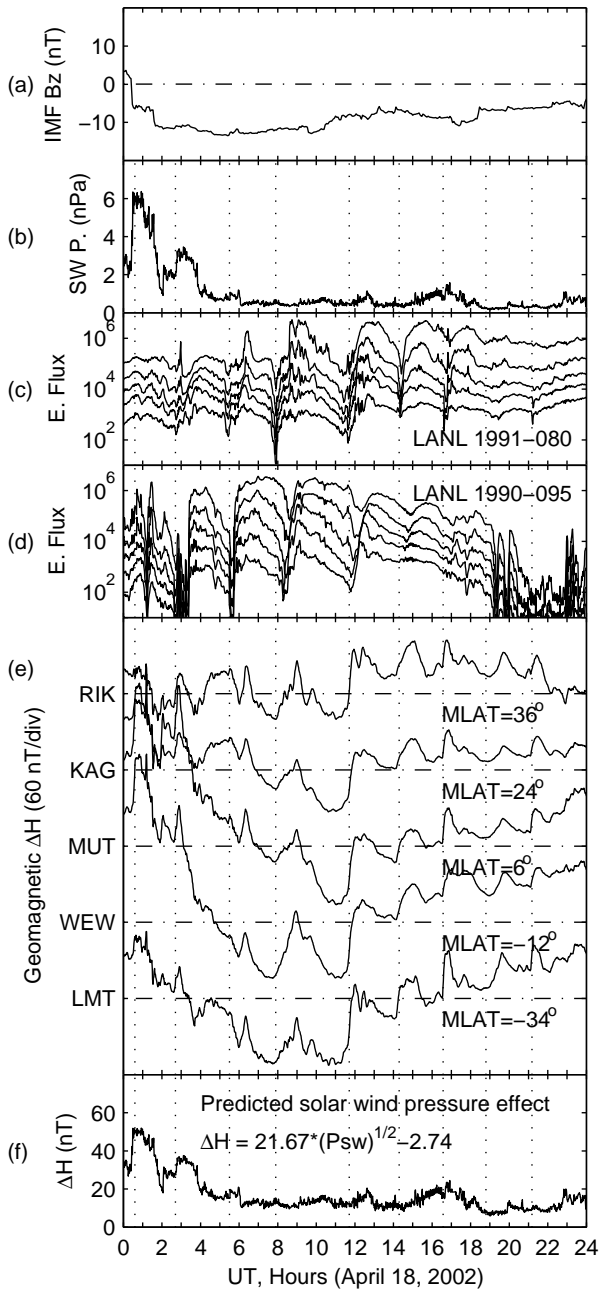 10
0
−10
IMF Bz (nT)
(a)
6
4
2
0
SW P. (nPa)
(b)
10^6
10^4
10^2
E. Flux
(c)
LANL 1991−080
10^6
10^4
10^2
E. Flux
(d)
LANL 1990−095
(e)
Geomagnetic ΔH (60 nT/div)
RIK
MLAT=36°
KAG
MLAT=24°
MUT
MLAT=6°
WEW
MLAT=−12°
LMT
MLAT=−34°
60
40
20
0
ΔH (nT)
(f)
Predicted solar wind pressure effect
ΔH = 21.67*(Psw)^1/2−2.74
0 2 4 6 8 10 12 14 16 18 20 22 24
UT, Hours (April 18, 2002)